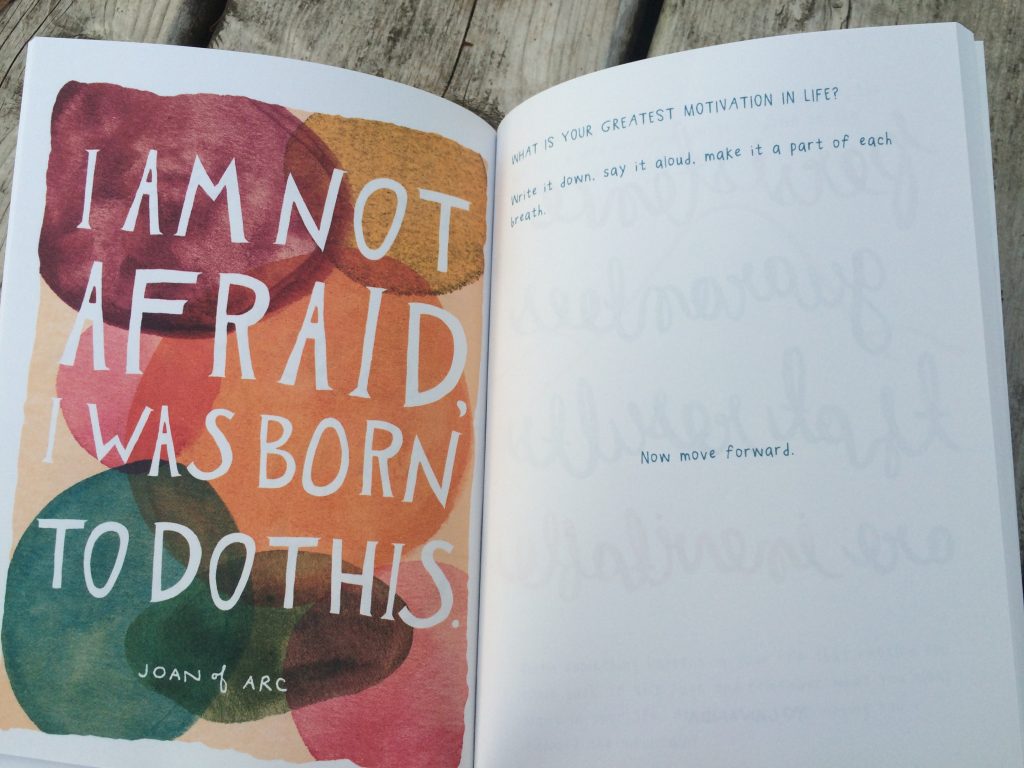 I AM NOT
AFRAID,
I WAS BORN
TO DO THIS.
JOAN of ARC
WHAT IS YOUR GREATEST MOTIVATION IN LIFE?
Write it down, say it aloud, make it a part of each
breath.
Now move forward.